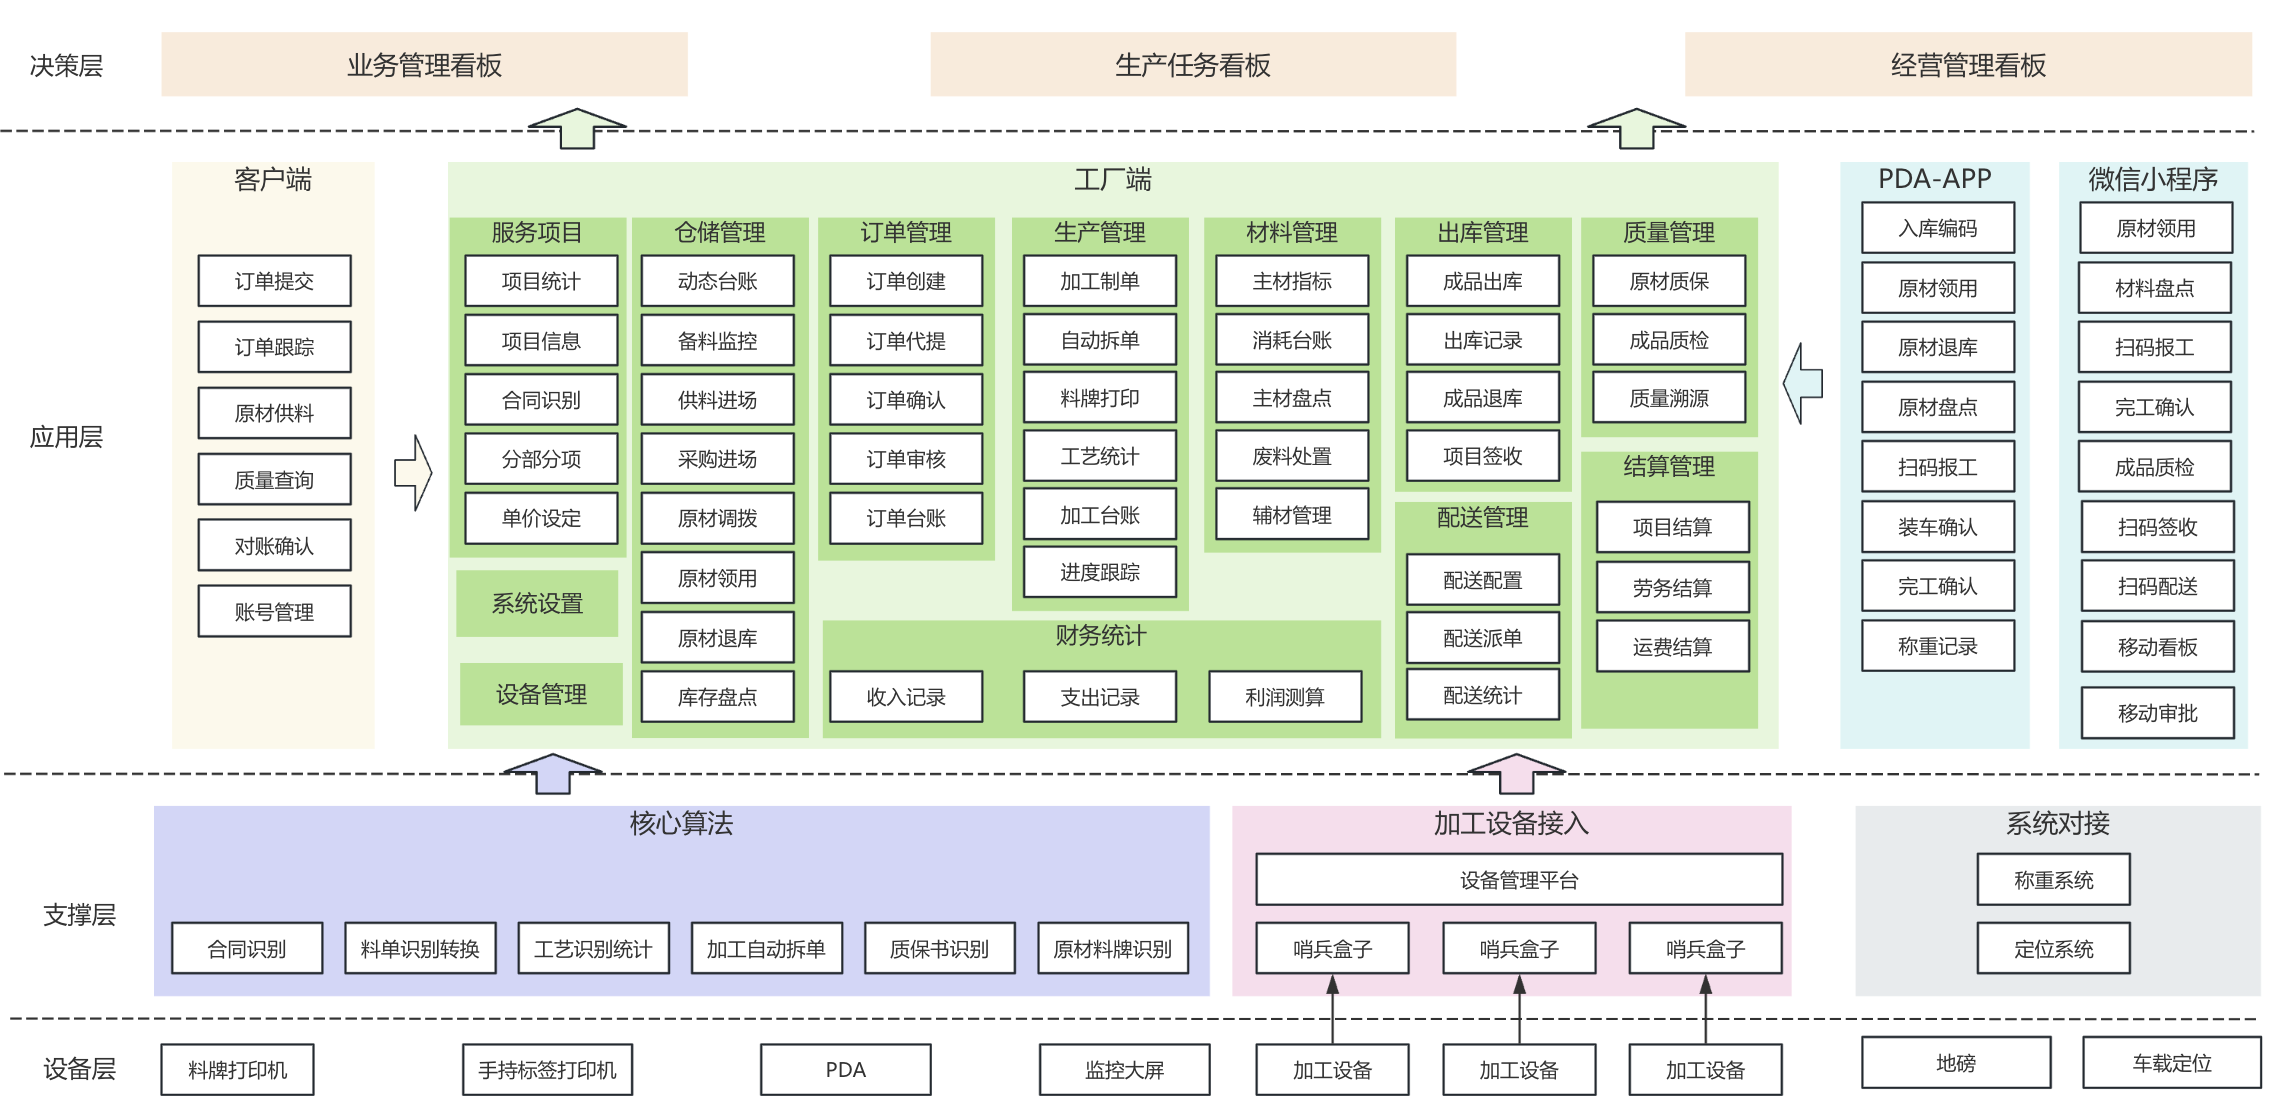 决策层
业务管理看板
生产任务看板
经营管理看板
应用层
客户端
订单提交
订单跟踪
原材供料
质量查询
对账确认
账号管理
工厂端
服务项目
项目统计
项目信息
合同识别
分部分项
单价设定
系统设置
设备管理
仓储管理
动态台账
备料监控
供料进场
采购进场
原材调拨
原材领用
原材退库
库存盘点
订单管理
订单创建
订单代提
订单确认
订单审核
订单台账
生产管理
加工制单
自动拆单
料牌打印
工艺统计
加工台账
进度跟踪
材料管理
主材指标
消耗台账
主材盘点
废料处置
辅材管理
财务统计
收入记录
支出记录
利润测算
出库管理
成品出库
出库记录
成品退库
项目签收
配送管理
配送配置
配送派单
配送统计
质量管理
原材质保
成品质检
质量溯源
结算管理
项目结算
劳务结算
运费结算
PDA-APP
入库编码
原材领用
原材退库
原材盘点
扫码报工
装车确认
完工确认
称重记录
微信小程序
原材领用
材料盘点
扫码报工
完工确认
成品质检
扫码签收
扫码配送
移动看板
移动审批
支撑层
核心算法
合同识别
料单识别转换
工艺识别统计
加工自动拆单
质保书识别
原材料牌识别
加工设备接入
设备管理平台
哨兵盒子
哨兵盒子
哨兵盒子
系统对接
称重系统
定位系统
设备层
料牌打印机
手持标签打印机
PDA
监控大屏
加工设备
加工设备
加工设备
地磅
车载定位